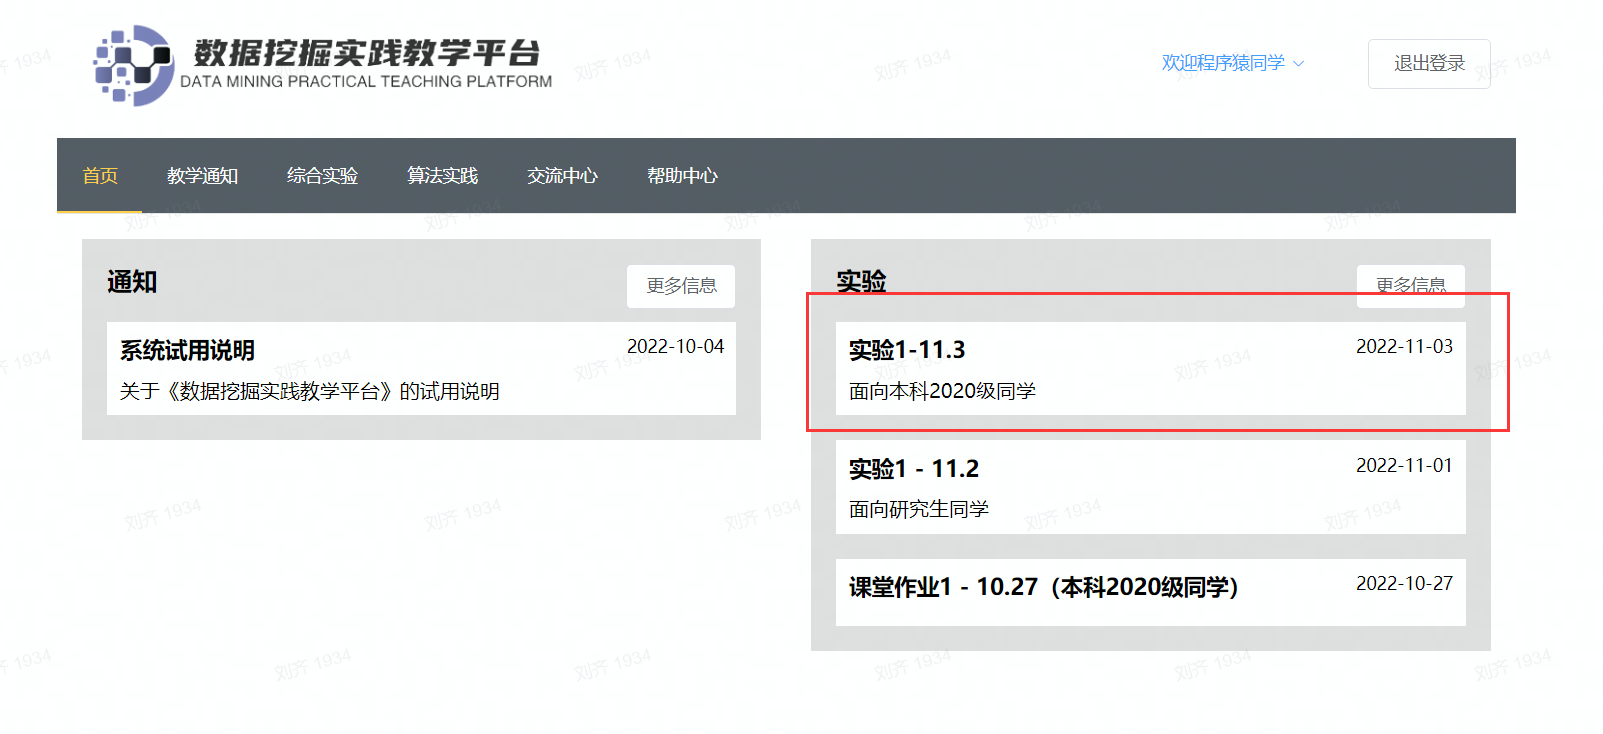 数据挖掘实践教学平台
DATA MINING PRACTICAL TEACHING PLATFORM
欢迎程序猿同学
退出登录
首页 教学通知 综合实验 算法实践 交流中心 帮助中心
通知
更多信息
系统试用说明
2022-10-04
关于《数据挖掘实践教学平台》的试用说明
实验
更多信息
实验1-11.3
2022-11-03
面向本科2020级同学
实验1 - 11.2
2022-11-01
面向研究生同学
课堂作业1 - 10.27（本科2020级同学）
2022-10-27
刘齐 1934